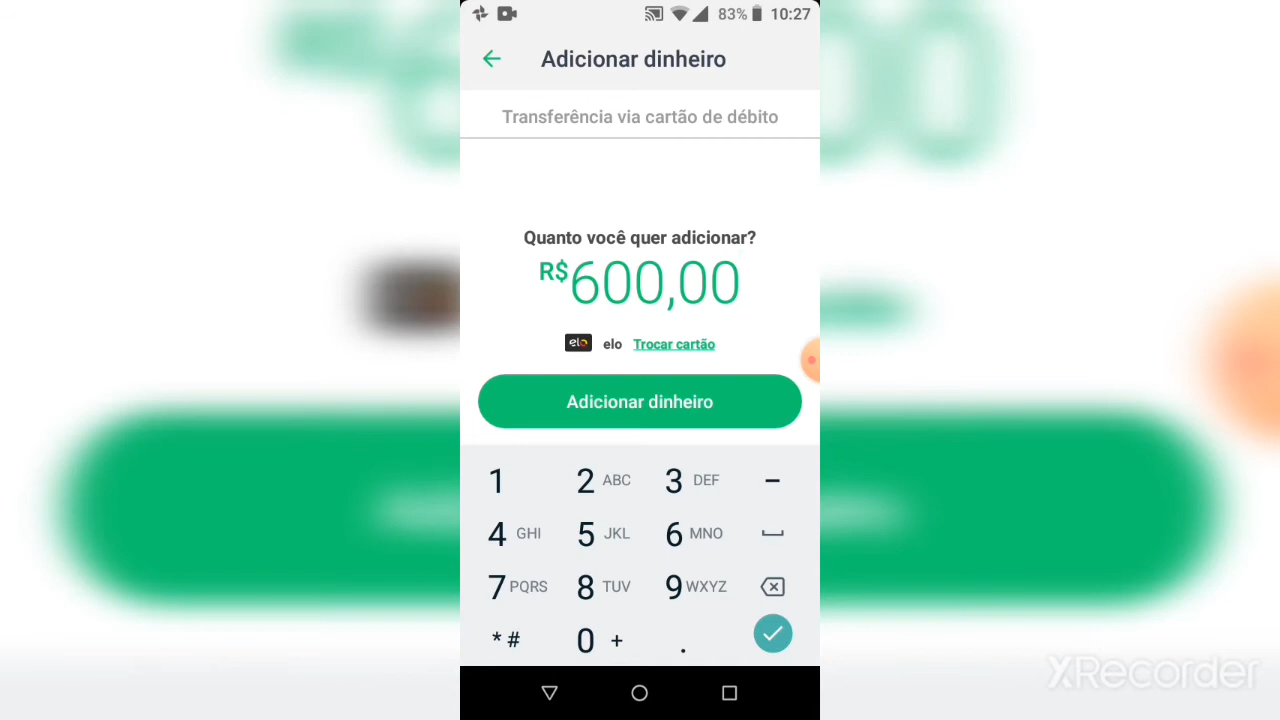 83% 10:27
Adicionar dinheiro
Transferência via cartão de débito
Quanto você quer adicionar?
R$600,00
elo elo Trocar cartão
Adicionar dinheiro
1 2 ABC 3 DEF –
4 GHI 5 JKL 6 MNO
7 PQRS 8 TUV 9 WXYZ
* # 0 + .
XRecorder